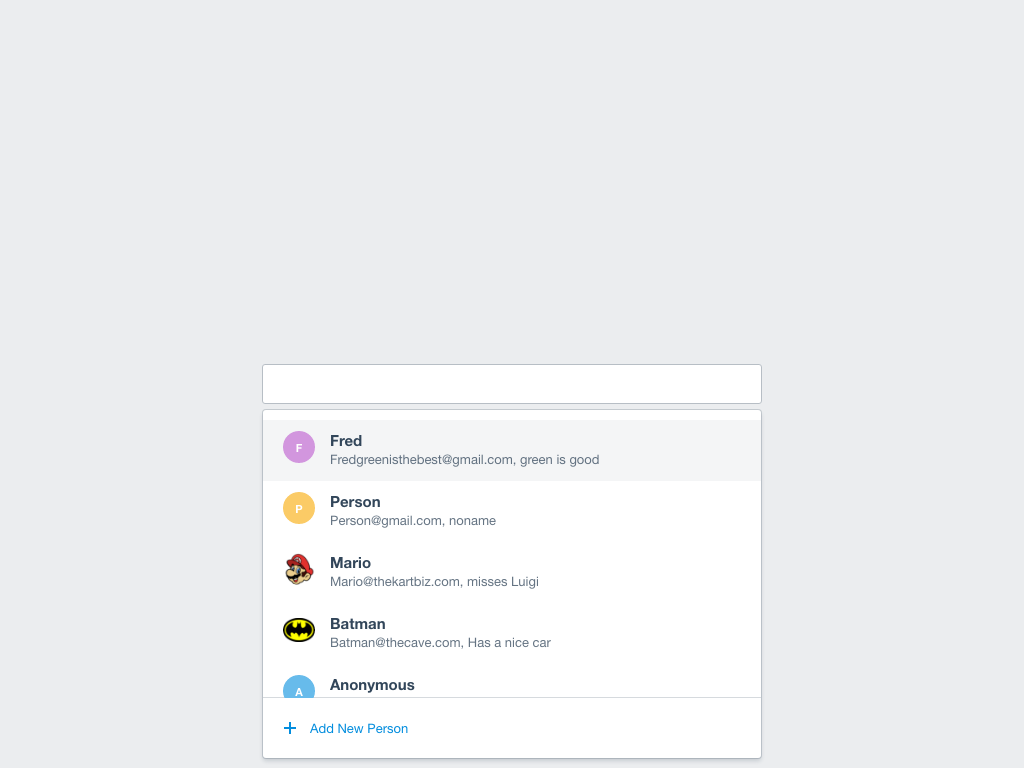 F
Fred
Fredgreenisthebest@gmail.com, green is good
P
Person
Person@gmail.com, noname
Mario
Mario@thekartbiz.com, misses Luigi
Batman
Batman@thecave.com, Has a nice car
A
Anonymous
Add New Person